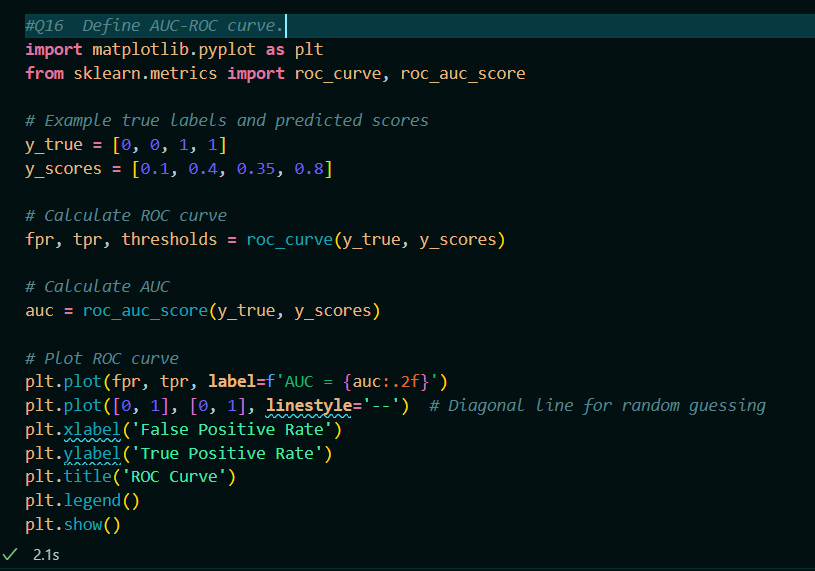 #Q16  Define AUC-ROC curve.
import matplotlib.pyplot as plt
from sklearn.metrics import roc_curve, roc_auc_score
# Example true labels and predicted scores
y_true = [0, 0, 1, 1]
y_scores = [0.1, 0.4, 0.35, 0.8]
# Calculate ROC curve
fpr, tpr, thresholds = roc_curve(y_true, y_scores)
# Calculate AUC
auc = roc_auc_score(y_true, y_scores)
# Plot ROC curve
plt.plot(fpr, tpr, label=f'AUC = {auc:.2f}')
plt.plot([0, 1], [0, 1], linestyle='--')  # Diagonal line for random guessing
plt.xlabel('False Positive Rate')
plt.ylabel('True Positive Rate')
plt.title('ROC Curve')
plt.legend()
plt.show()
2.1s